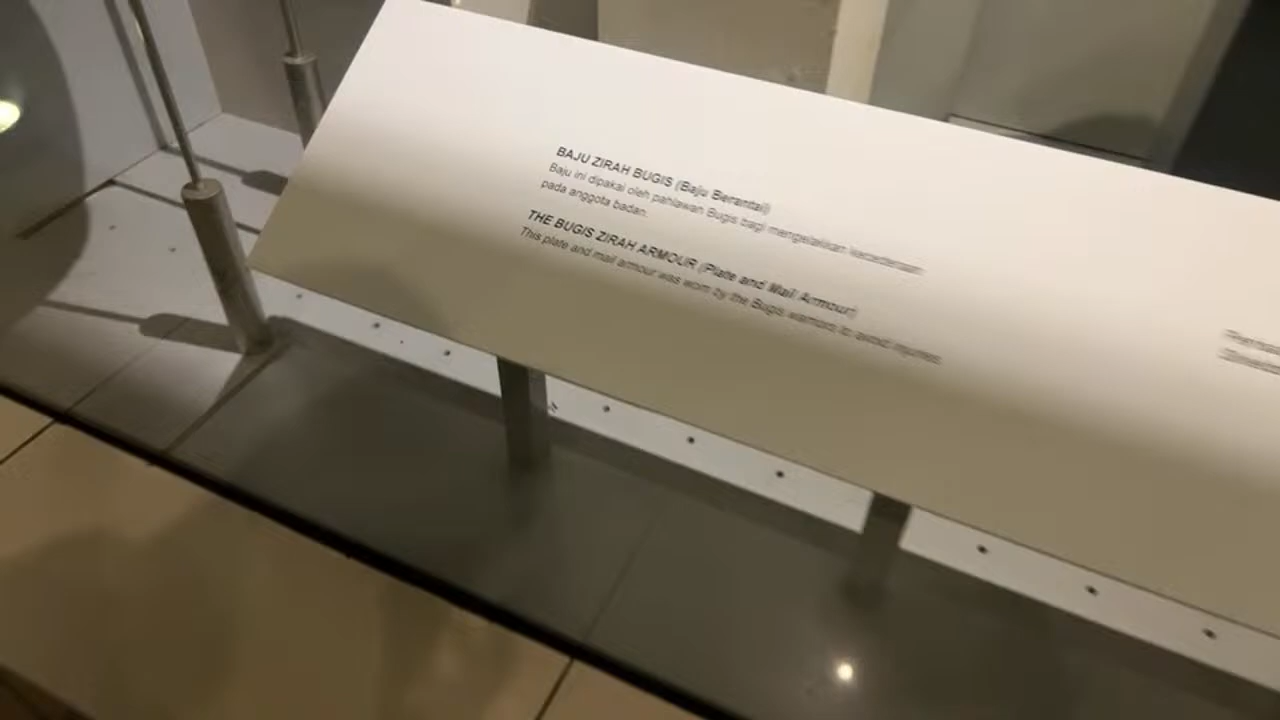 BAJU ZIRAH BUGIS (Baju Berantai)
Baju ini dipakai oleh pahlawan Bugis bagi mengelakkan kecederaan
pada anggota badan.
THE BUGIS ZIRAH ARMOUR (Plate and Mail Armour)
This plate and mail armour was worn by the Bugis warriors to avoid injuries.